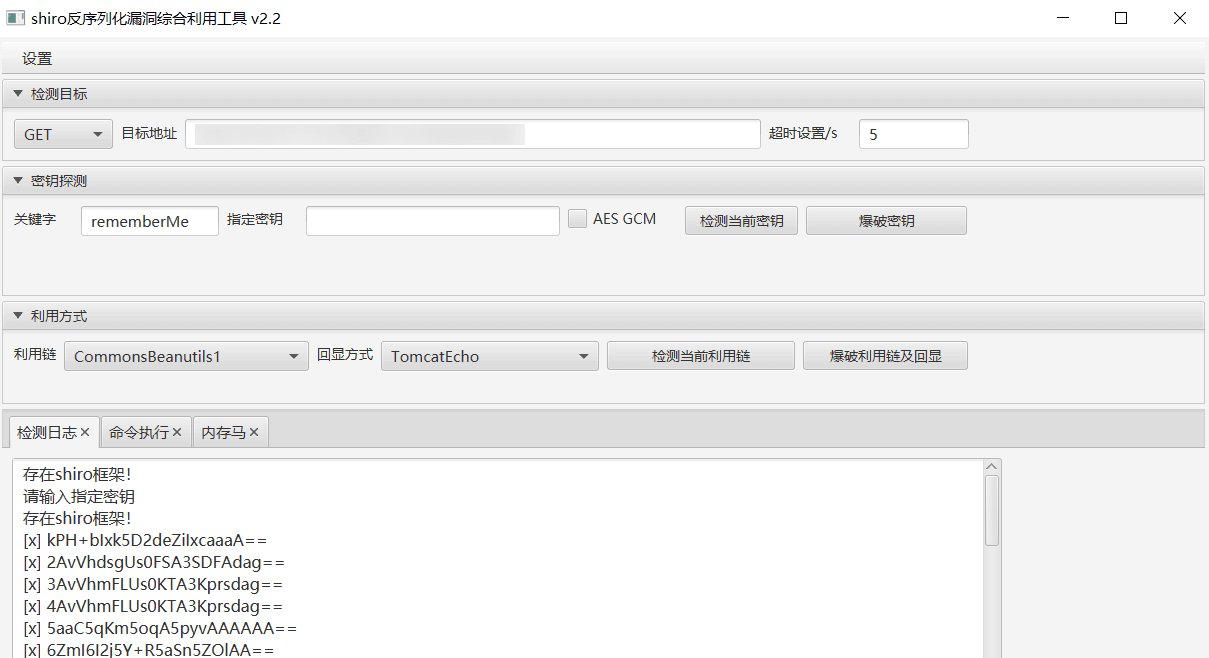 shiro反序列化漏洞综合利用工具 v2.2
设置
检测目标
GET 目标地址 超时设置/s 5
密钥探测
关键字 rememberMe 指定密钥 AES GCM 检测当前密钥 爆破密钥
利用方式
利用链 CommonsBeanutils1 回显方式 TomcatEcho 检测当前利用链 爆破利用链及回显
检测日志 命令执行 内存马
存在shiro框架！
请输入指定密钥
存在shiro框架！
[x] kPH+bIxk5D2deZiIxcaaaA==
[x] 2AvVhdsgUs0FSA3SDFAdag==
[x] 3AvVhmFLUs0KTA3Kprsdag==
[x] 4AvVhmFLUs0KTA3Kprsdag==
[x] 5aaC5qKm5oqA5pyvAAAAAA==
[x] 6ZmI6I2j5Y+R5aSn5ZOlAA==